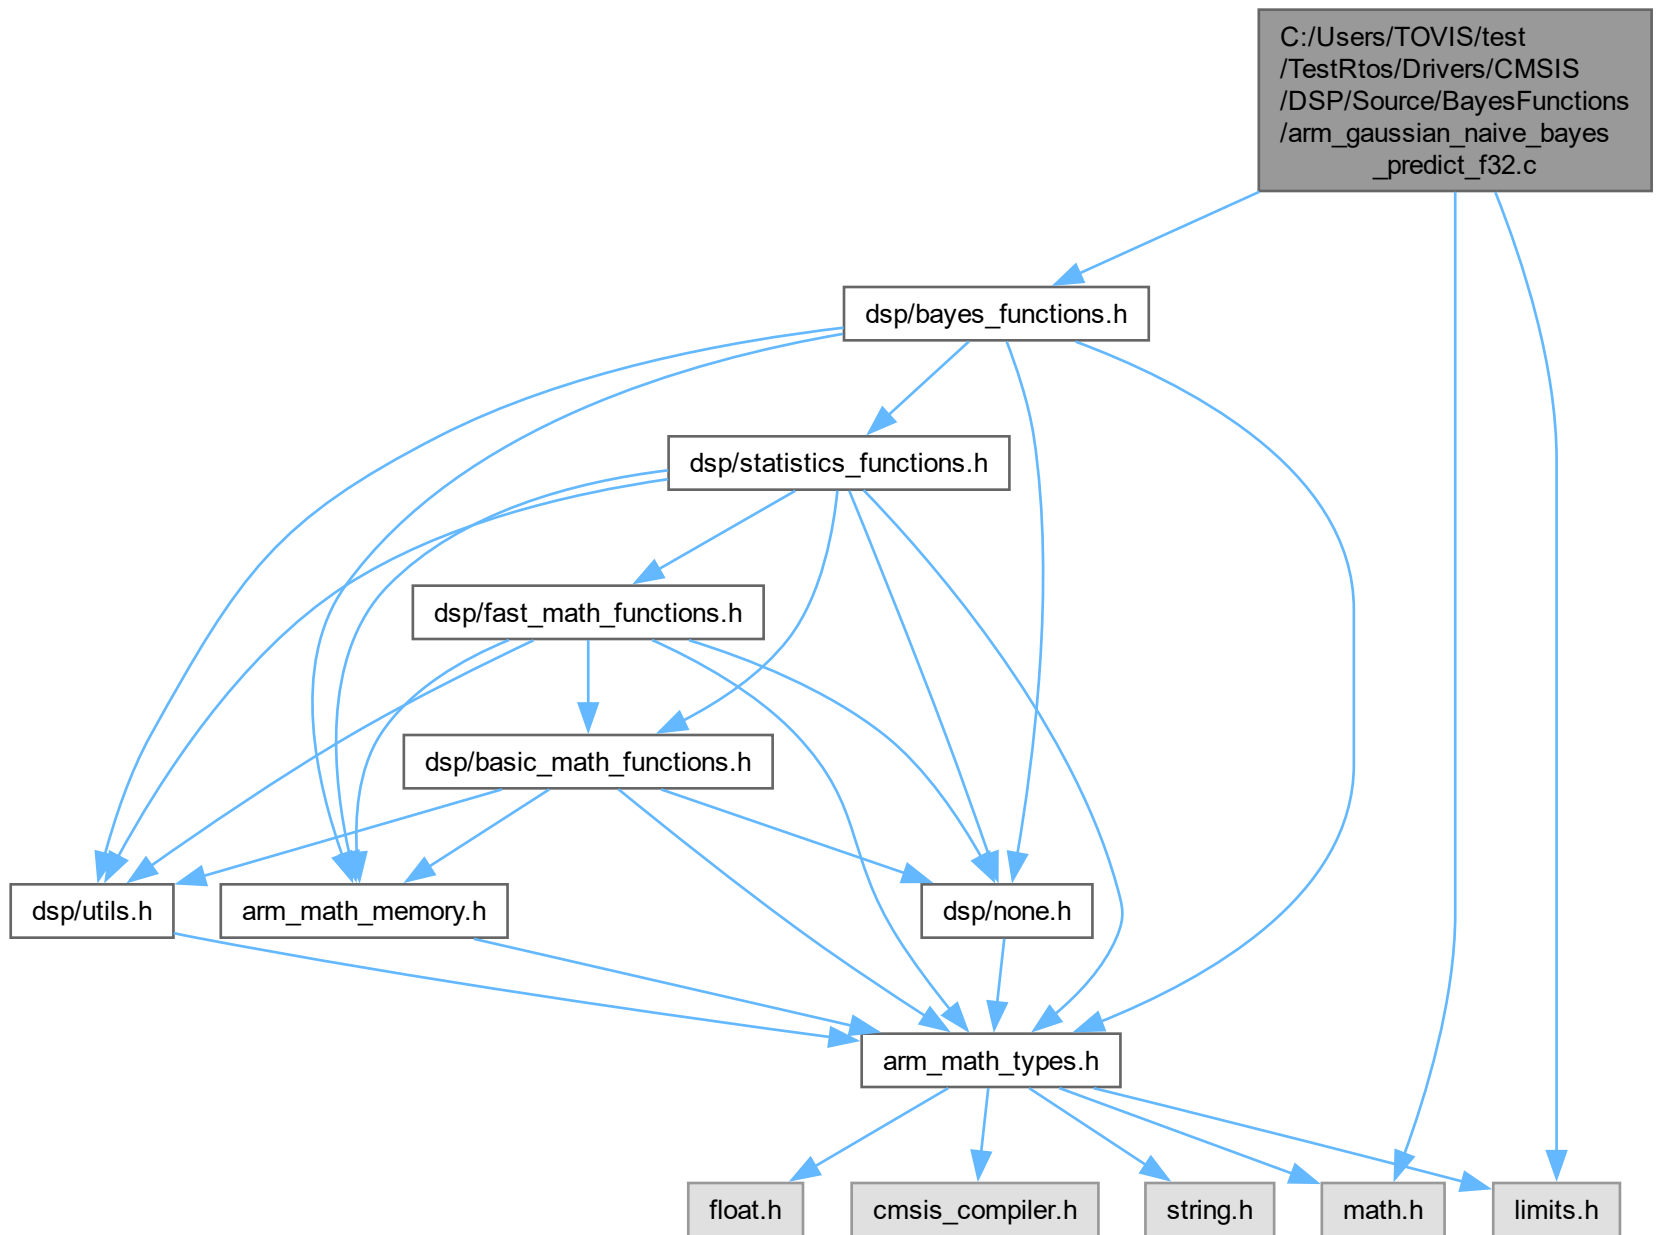 C:/Users/TOVIS/test
/TestRtos/Drivers/CMSIS
/DSP/Source/BayesFunctions
/arm_gaussian_naive_bayes
_predict_f32.c
dsp/bayes_functions.h
dsp/statistics_functions.h
dsp/fast_math_functions.h
dsp/basic_math_functions.h
dsp/utils.h
arm_math_memory.h
dsp/none.h
arm_math_types.h
float.h
cmsis_compiler.h
string.h
math.h
limits.h